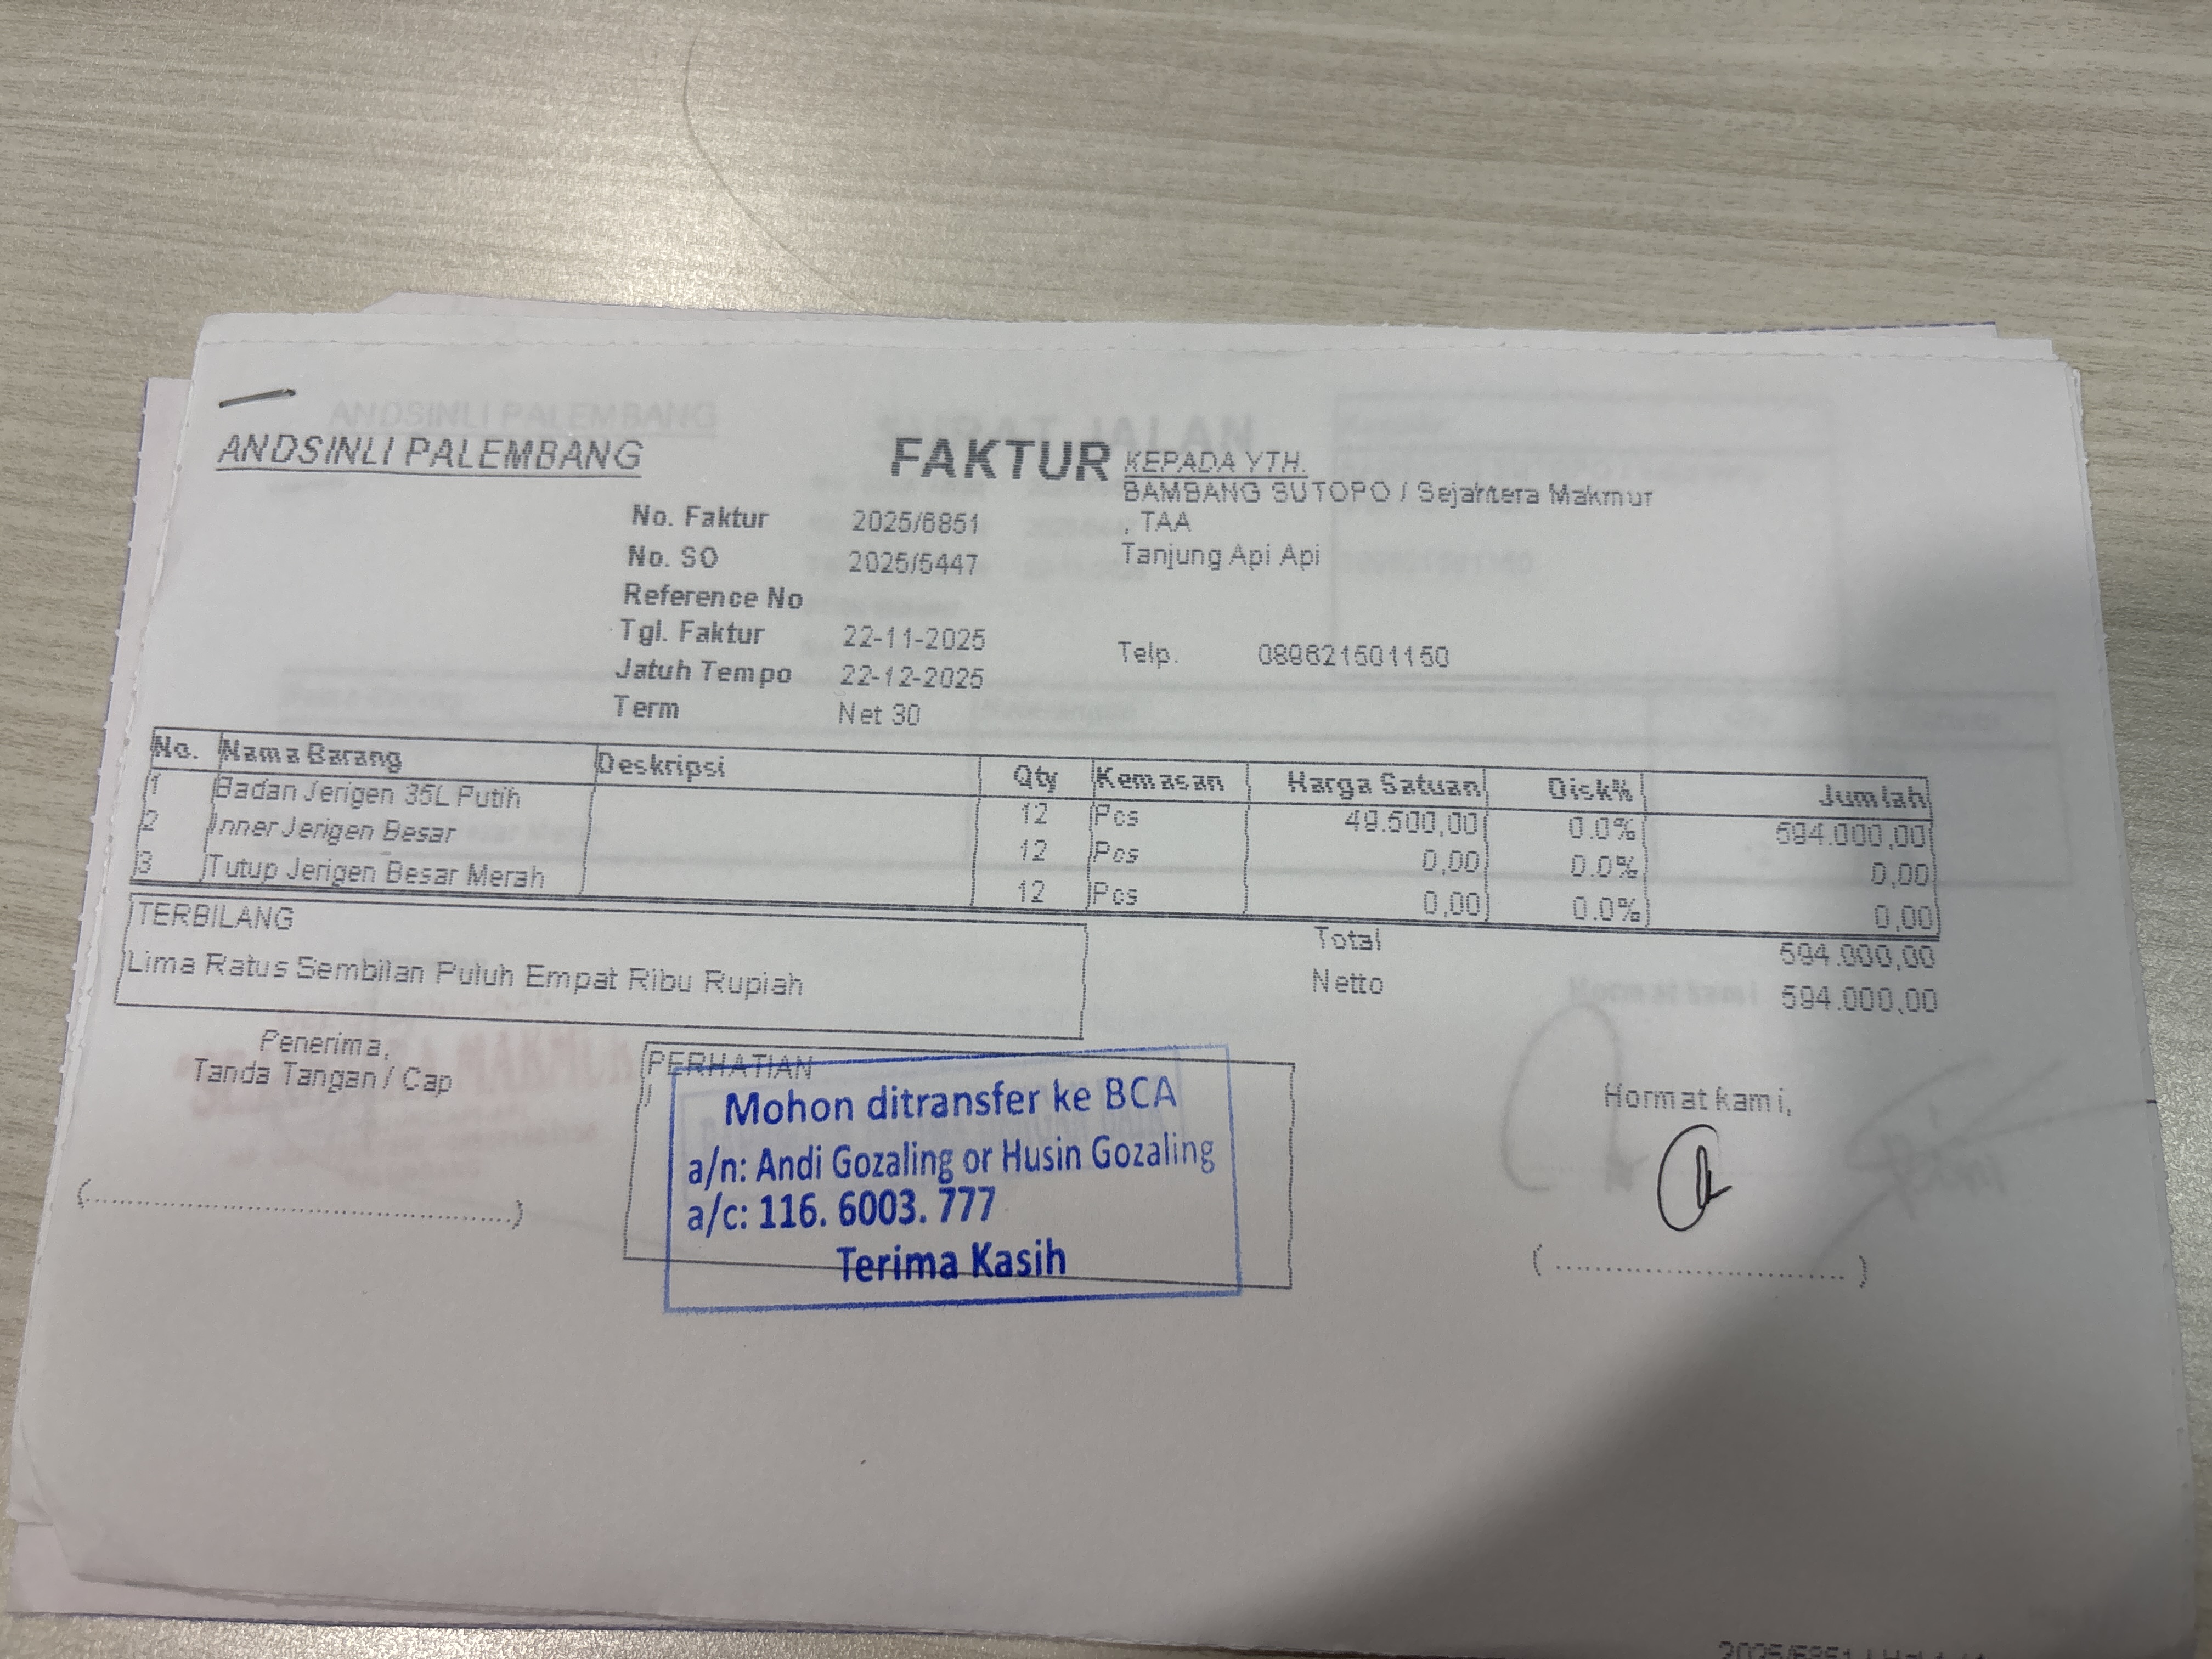 ANDSINLI PALEMBANG
FAKTUR
KEPADA YTH.
BAMBANG SUTOPO / Sejahtera Makmur
, TAA
Tanjung Api Api
Telp. 089621501150
No. Faktur 2025/6851
No. SO 2025/5447
Reference No
Tgl. Faktur 22-11-2025
Jatuh Tempo 22-12-2025
Term Net 30
No. Nama Barang Deskripsi Qty Kemasan Harga Satuan Disk% Jumlah
1 Badan Jerigen 35L Putih 12 Pcs 49.500,00 0.0% 594.000,00
2 Inner Jerigen Besar 12 Pcs 0,00 0.0% 0,00
3 Tutup Jerigen Besar Merah 12 Pcs 0,00 0.0% 0,00
TERBILANG
Lima Ratus Sembilan Puluh Empat Ribu Rupiah
Total 594.000,00
Netto 594.000,00
Penerima,
Tanda Tangan / Cap
(........................................................)
PERHATIAN
Mohon ditransfer ke BCA
a/n: Andi Gozaling or Husin Gozaling
a/c: 116. 6003. 777
Terima Kasih
Hormat kami,
(......................................)